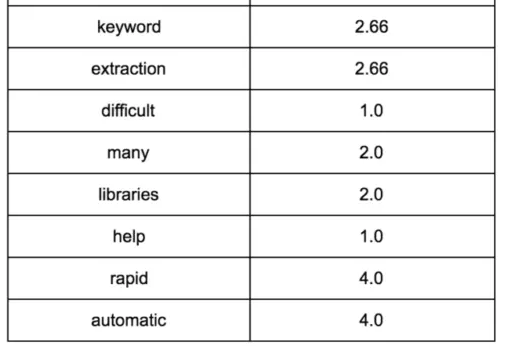 keyword 2.66
extraction 2.66
difficult 1.0
many 2.0
libraries 2.0
help 1.0
rapid 4.0
automatic 4.0